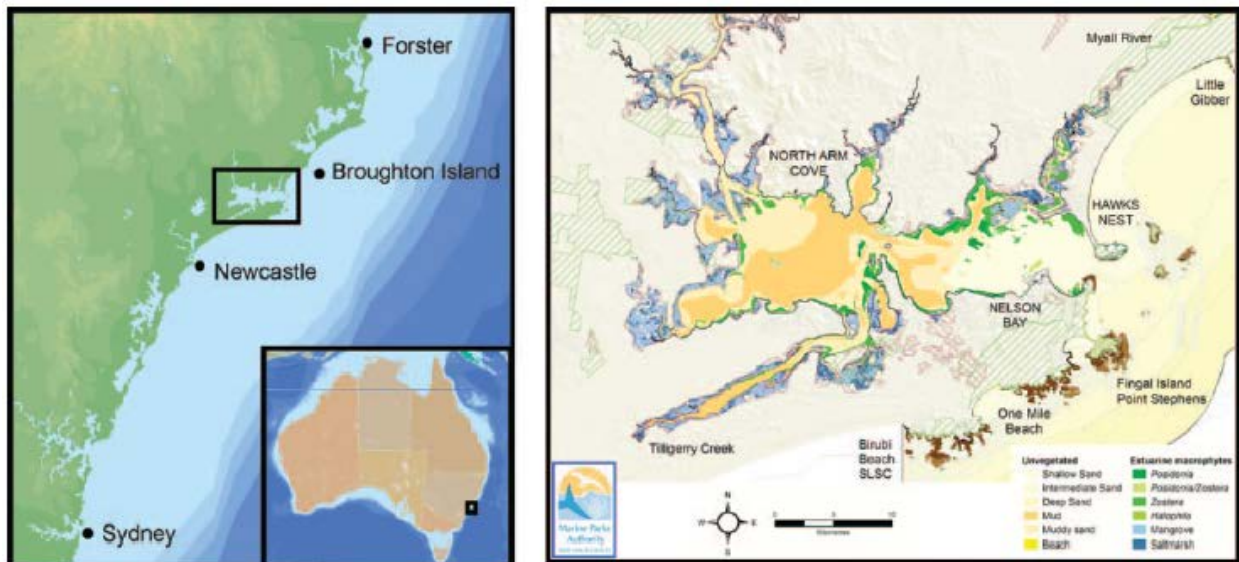 Forster
Broughton Island
Newcastle
Sydney
Myall River
Little
Gibber
NORTH ARM
COVE
HAWKS
NEST
NELSON
BAY
Fingal Island
Point Stephens
One Mile
Beach
Tilligerry Creek
Birubi
Beach
SLSC
Marine Parks
Authority
N
W
E
S
Unvegetated
Shallow Sand
Intermediate Sand
Deep Sand
Mud
Muddy sand
Beach
Estuarine macrophytes
Posidonia
Posidonia/Zostera
Zostera
Halophila
Mangrove
Saltmarsh